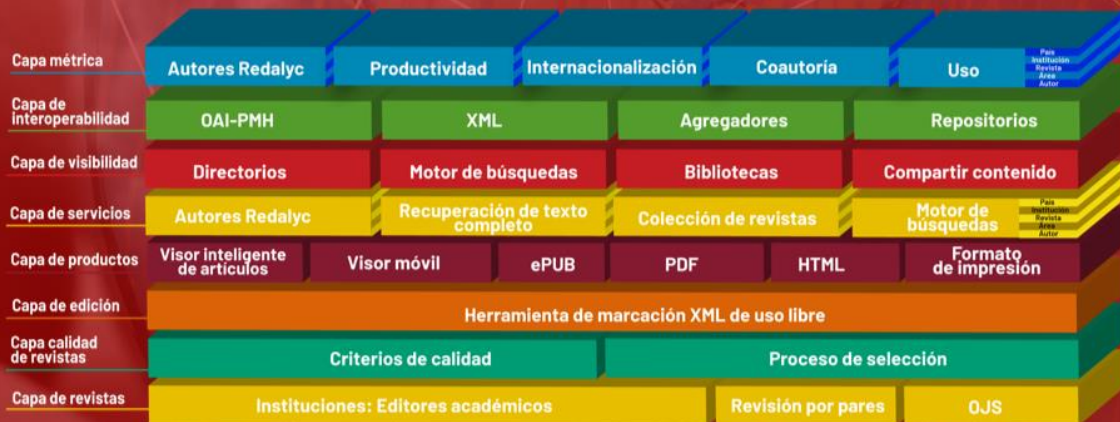 Capa métrica
Autores Redalyc
Productividad
Internacionalización
Coautoría
Uso
País
Institución
Revista
Área
Autor
Capa de
interoperabilidad
OAI-PMH
XML
Agregadores
Repositorios
Capa de visibilidad
Directorios
Motor de búsquedas
Bibliotecas
Compartir contenido
Capa de servicios
Autores Redalyc
Recuperación de texto
completo
Colección de revistas
Motor de
búsquedas
País
Institución
Revista
Área
Autor
Capa de productos
Visor inteligente
de artículos
Visor móvil
ePUB
PDF
HTML
Formato
de impresión
Capa de edición
Herramienta de marcación XML de uso libre
Capa calidad
de revistas
Criterios de calidad
Proceso de selección
Capa de revistas
Instituciones: Editores académicos
Revisión por pares
OJS